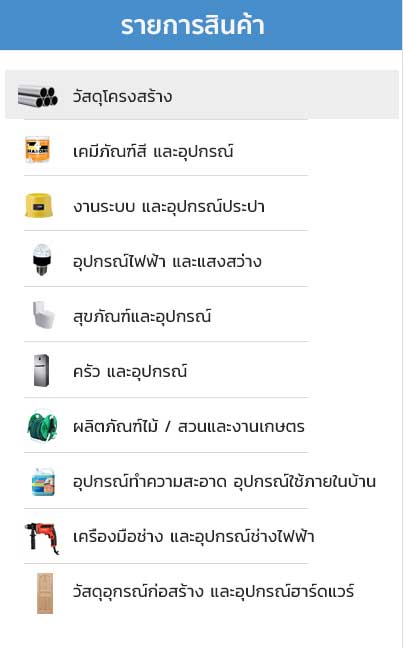 รายการสินค้า
วัสดุโครงสร้าง
เคมีภัณฑ์สี และอุปกรณ์
งานระบบ และอุปกรณ์ประปา
อุปกรณ์ไฟฟ้า และแสงสว่าง
สุขภัณฑ์และอุปกรณ์
ครัว และอุปกรณ์
ผลิตภัณฑ์ไม้ / สวนและงานเกษตร
อุปกรณ์ทำความสะอาด อุปกรณ์ใช้ภายในบ้าน
เครื่องมือช่าง และอุปกรณ์ช่างไฟฟ้า
วัสดุอุกรณ์ก่อสร้าง และอุปกรณ์ฮาร์ดแวร์